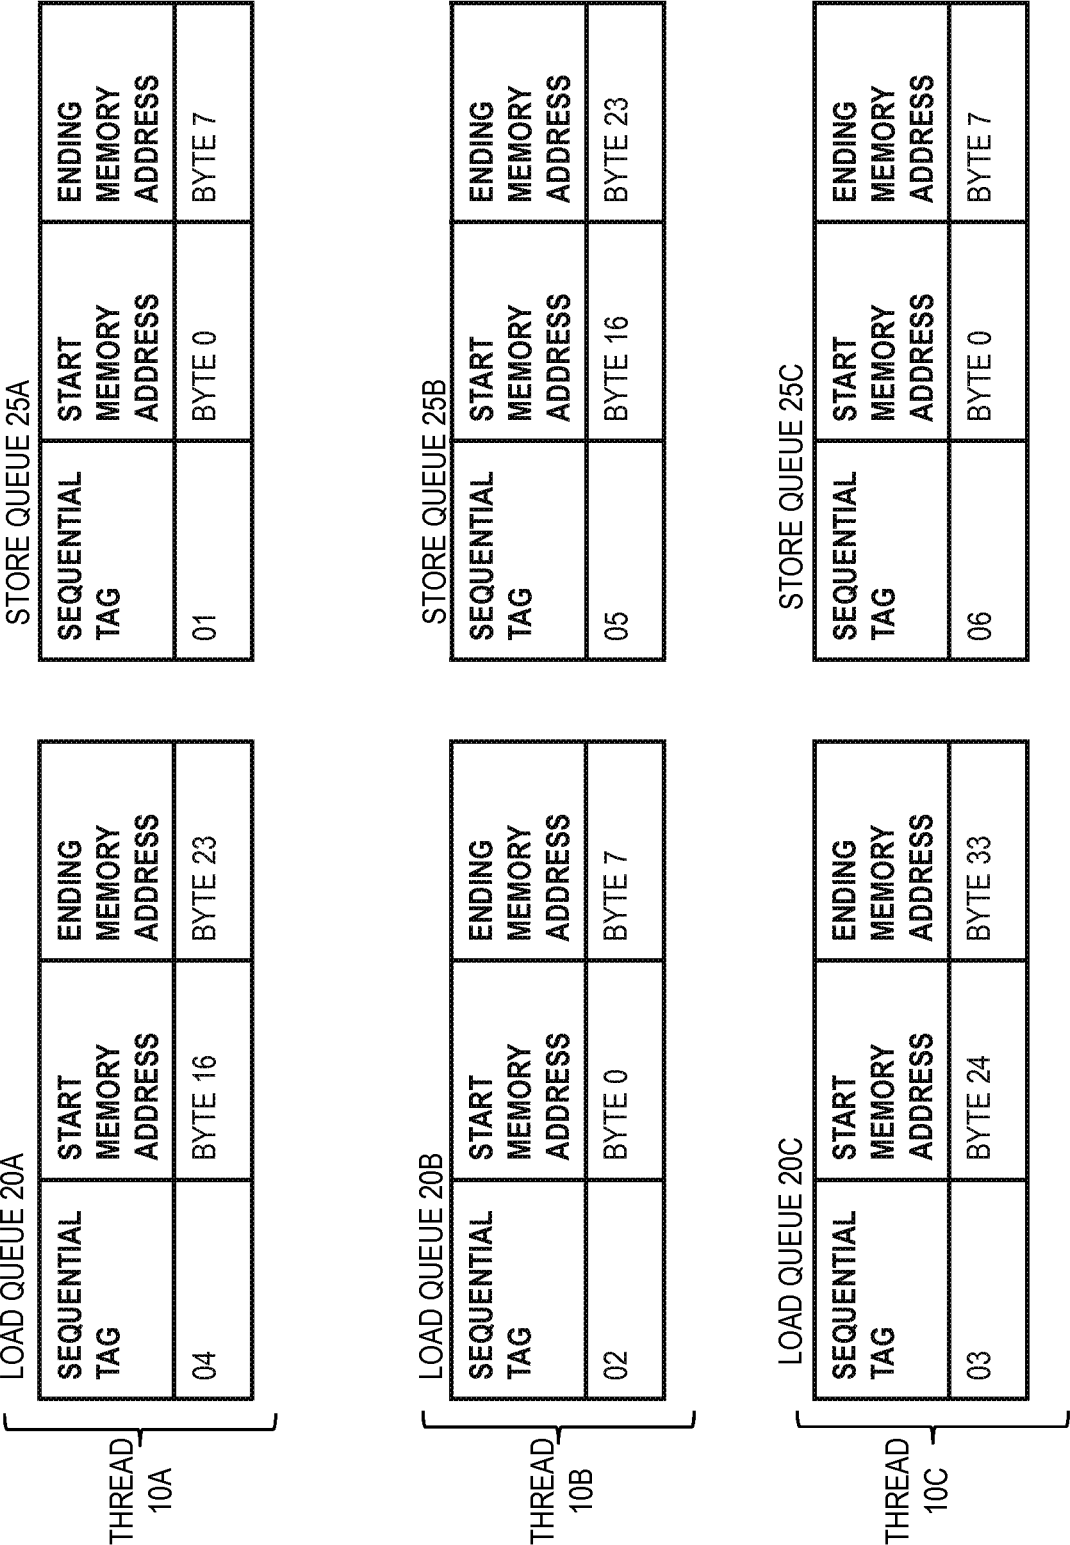 THREAD
10A
LOAD QUEUE 20A
SEQUENTIAL
TAG
START
MEMORY
ADDRESS
ENDING
MEMORY
ADDRESS
04
BYTE 16
BYTE 23
STORE QUEUE 25A
SEQUENTIAL
TAG
START
MEMORY
ADDRESS
ENDING
MEMORY
ADDRESS
01
BYTE 0
BYTE 7
THREAD
10B
LOAD QUEUE 20B
SEQUENTIAL
TAG
START
MEMORY
ADDRESS
ENDING
MEMORY
ADDRESS
02
BYTE 0
BYTE 7
STORE QUEUE 25B
SEQUENTIAL
TAG
START
MEMORY
ADDRESS
ENDING
MEMORY
ADDRESS
05
BYTE 16
BYTE 23
THREAD
10C
LOAD QUEUE 20C
SEQUENTIAL
TAG
START
MEMORY
ADDRESS
ENDING
MEMORY
ADDRESS
03
BYTE 24
BYTE 33
STORE QUEUE 25C
SEQUENTIAL
TAG
START
MEMORY
ADDRESS
ENDING
MEMORY
ADDRESS
06
BYTE 0
BYTE 7